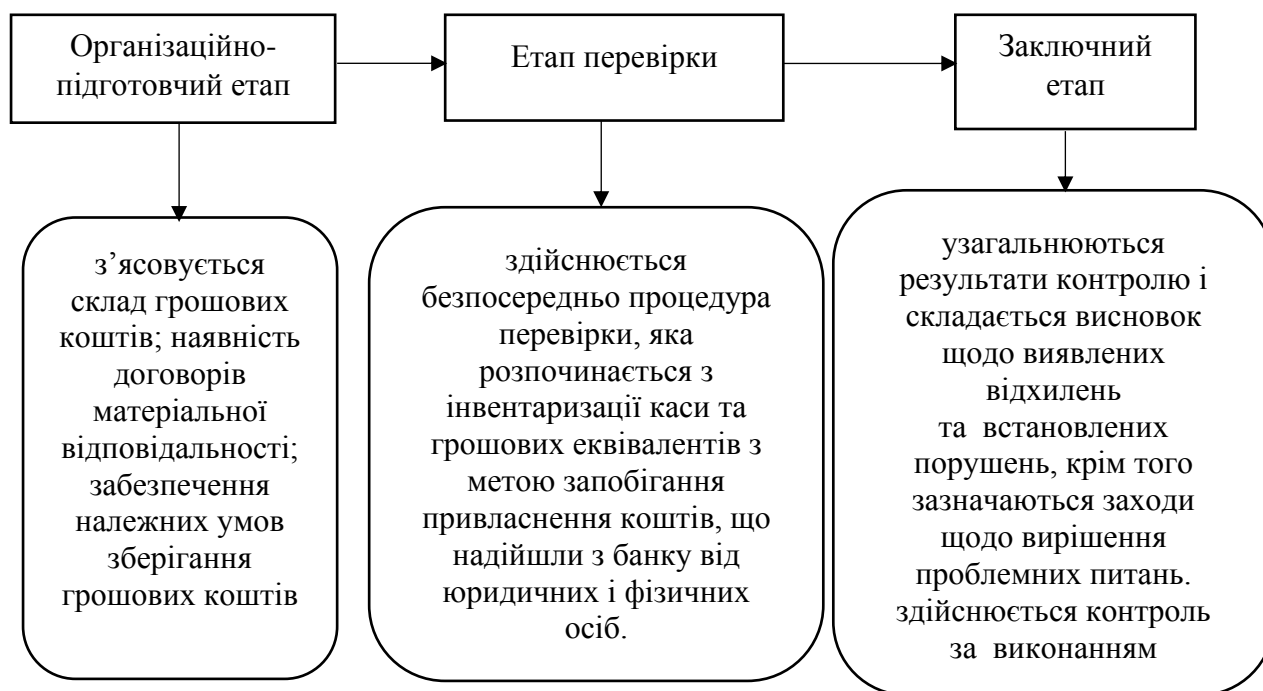 Організаційно-
підготовчий етап
Етап перевірки
Заключний
етап
з’ясовується
склад грошових
коштів; наявність
договорів
матеріальної
відповідальності;
забезпечення
належних умов
зберігання
грошових коштів
здійснюється
безпосередньо процедура
перевірки, яка
розпочинається з
інвентаризації каси та
грошових еквівалентів з
метою запобігання
привласнення коштів, що
надійшли з банку від
юридичних і фізичних
осіб.
узагальнюються
результати контролю і
складається висновок
щодо виявлених
відхилень
та встановлених
порушень, крім того
зазначаються заходи
щодо вирішення
проблемних питань.
здійснюється контроль
за виконанням